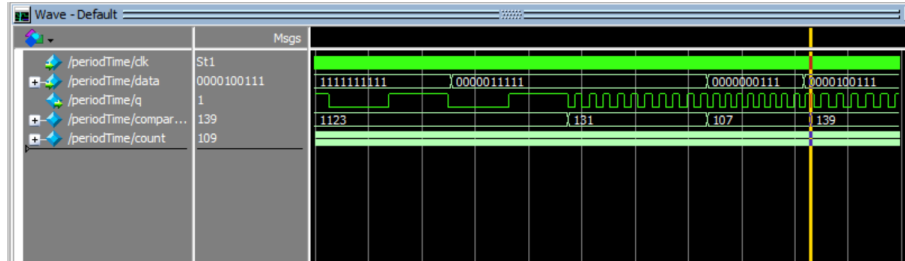 Wave - Default
Msgs
/periodTime/clk St1
/periodTime/data 0000100111 1111111111 0000011111 0000000111 0000100111
/periodTime/q 1
/periodTime/compar... 139 1123 131 107 139
/periodTime/count 109